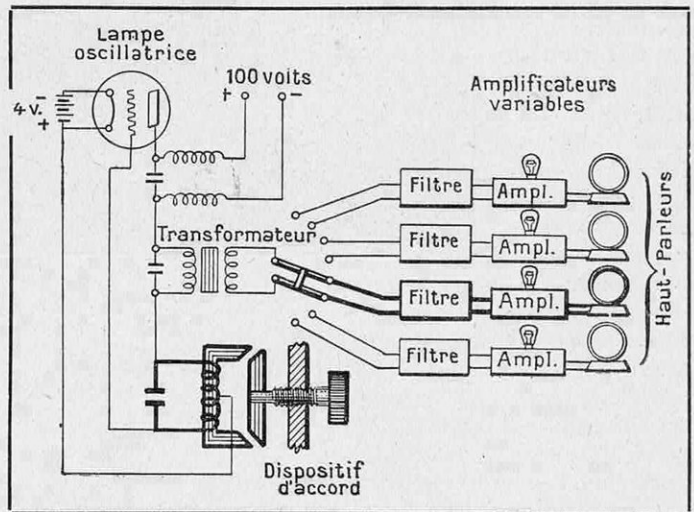 Lampe
oscillatrice
4 v.
-
+
100 volts
+
-
Amplificateurs
variables
Filtre
Ampl.
Filtre
Ampl.
Transformateur
Filtre
Ampl.
Filtre
Ampl.
Haut-Parleurs
Dispositif
d'accord